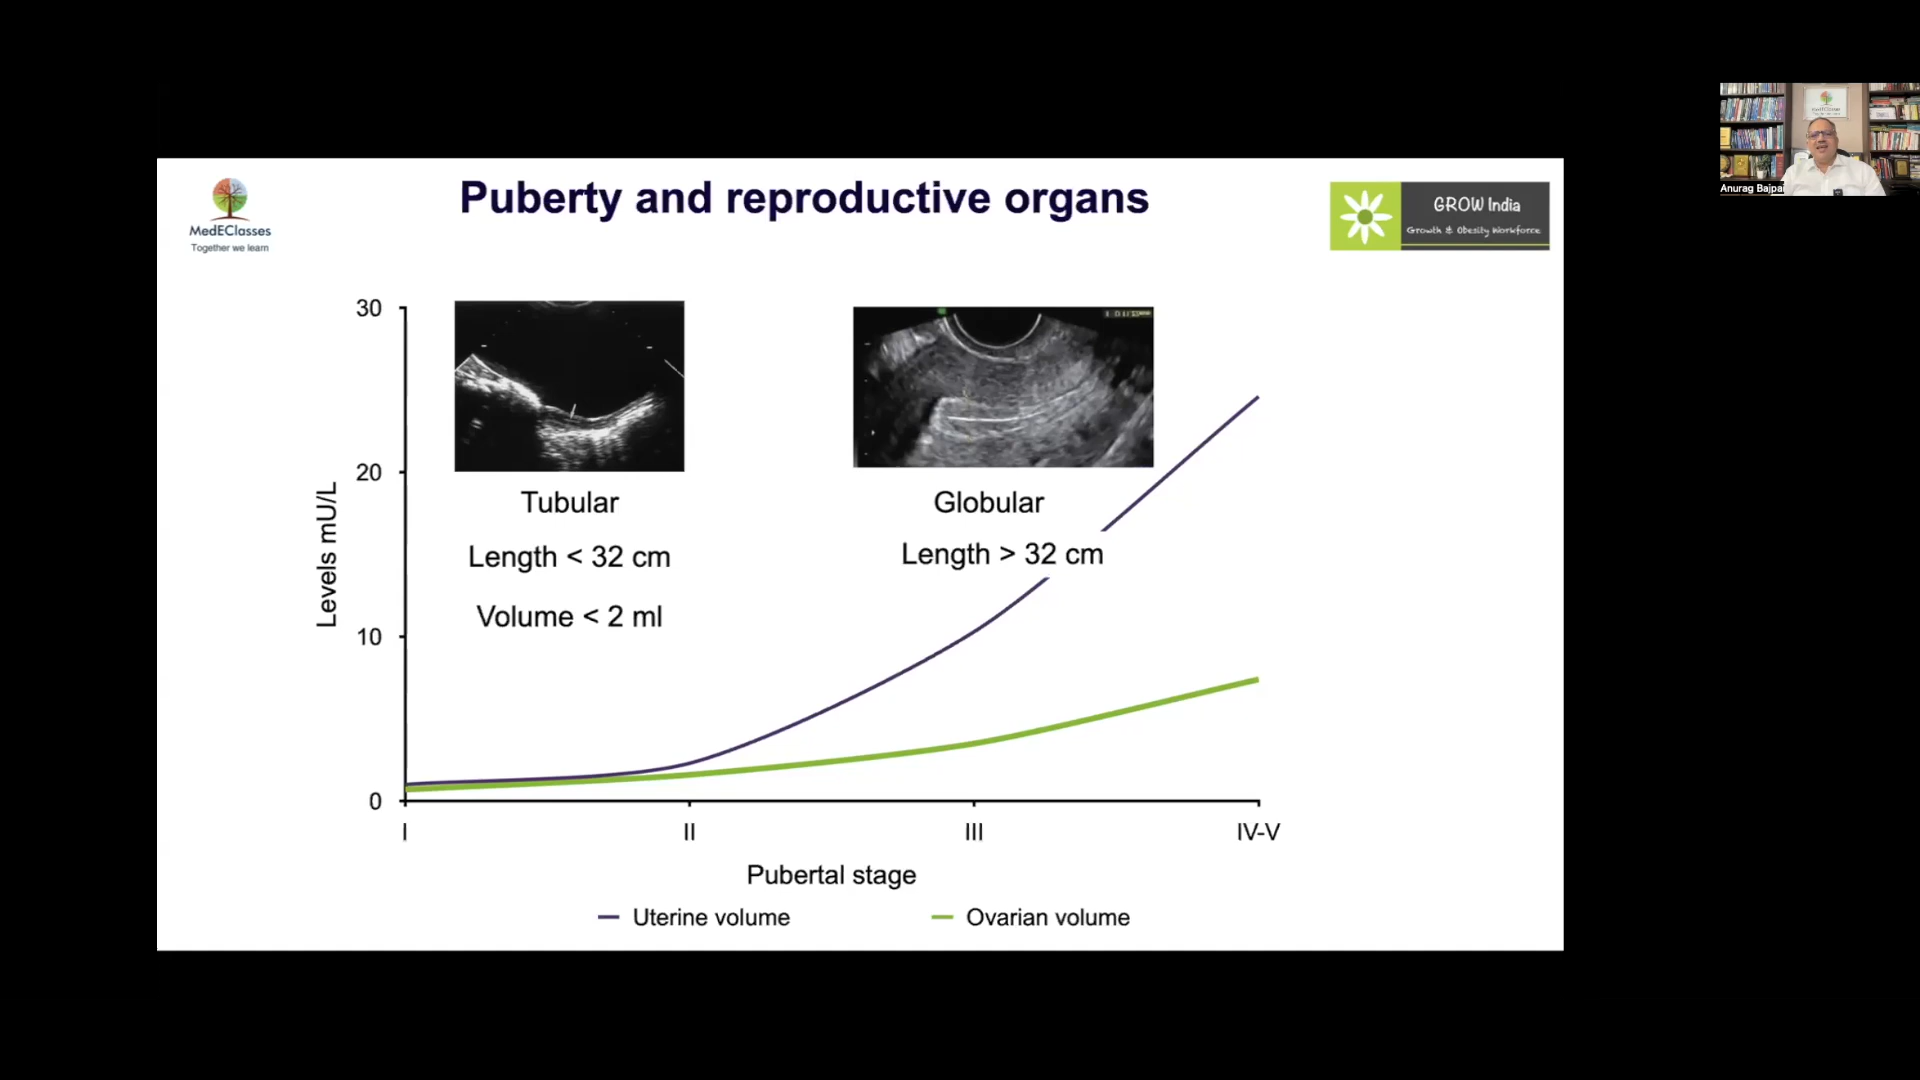 Anurag Bajpai
MedEClasses
Together we learn
Puberty and reproductive organs
GROW India
Growth & Obesity Workforce
30
20
10
0
Levels mU/L
Tubular
Length < 32 cm
Volume < 2 ml
Globular
Length > 32 cm
I
II
III
IV-V
Pubertal stage
Uterine volume
Ovarian volume